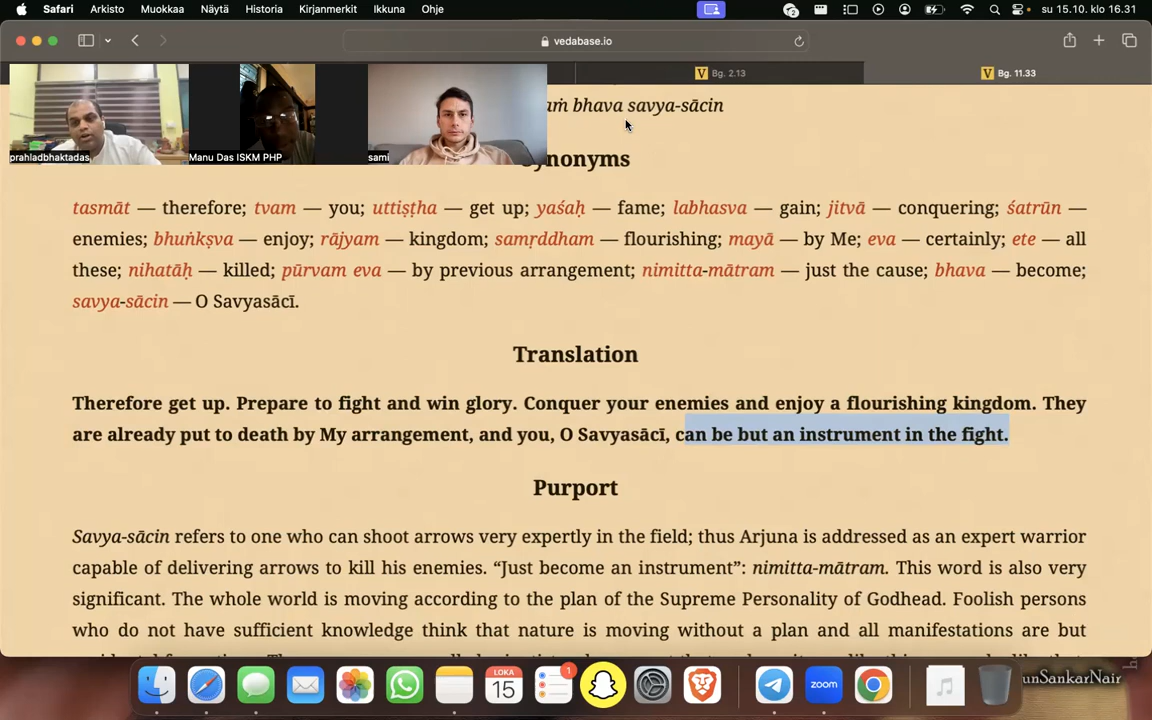 Safari Arkisto Muokkaa Näytä Historia Kirjanmerkit Ikkuna Ohje su 15.10. klo 16.31
vedabase.io
Bg. 2.13 Bg. 11.33
prahladbhaktadas Manu Das ISKM PHP sami
bhava savya-sācin
Synonyms
tasmāt — therefore; tvam — you; uttiṣṭha — get up; yaśaḥ — fame; labhasva — gain; jitvā — conquering; śatrūn —
enemies; bhuṅkṣva — enjoy; rājyam — kingdom; samṛddham — flourishing; mayā — by Me; eva — certainly; ete — all
these; nihatāḥ — killed; pūrvam eva — by previous arrangement; nimitta-mātram — just the cause; bhava — become;
savya-sācin — O Savyasācī.
Translation
Therefore get up. Prepare to fight and win glory. Conquer your enemies and enjoy a flourishing kingdom. They
are already put to death by My arrangement, and you, O Savyasācī, can be but an instrument in the fight.
Purport
Savya-sācin refers to one who can shoot arrows very expertly in the field; thus Arjuna is addressed as an expert warrior
capable of delivering arrows to kill his enemies. “Just become an instrument”: nimitta-mātram. This word is also very
significant. The whole world is moving according to the plan of the Supreme Personality of Godhead. Foolish persons
who do not have sufficient knowledge think that nature is moving without a plan and all manifestations are but
LOKA
15
1
zoom
unSankarNair